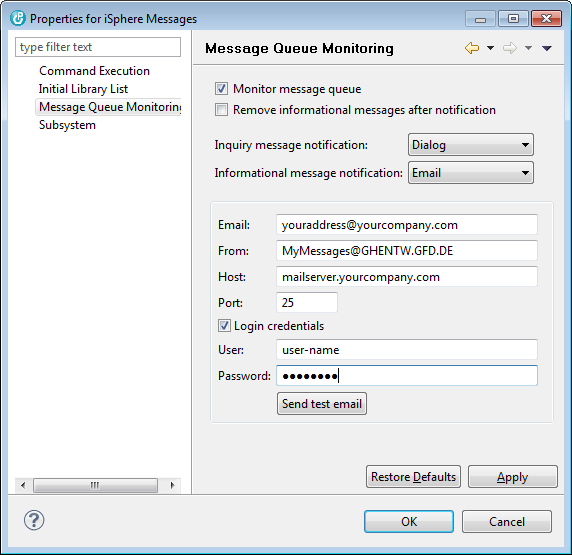 Properties for iSphere Messages
type filter text
Message Queue Monitoring
Command Execution
Initial Library List
Message Queue Monitoring
Subsystem
Monitor message queue
Remove informational messages after notification
Inquiry message notification: Dialog
Informational message notification: Email
Email: youraddress@yourcompany.com
From: MyMessages@GHENTW.GFD.DE
Host: mailserver.yourcompany.com
Port: 25
Login credentials
User: user-name
Password: ●●●●●●●●
Send test email
Restore Defaults Apply
? OK Cancel